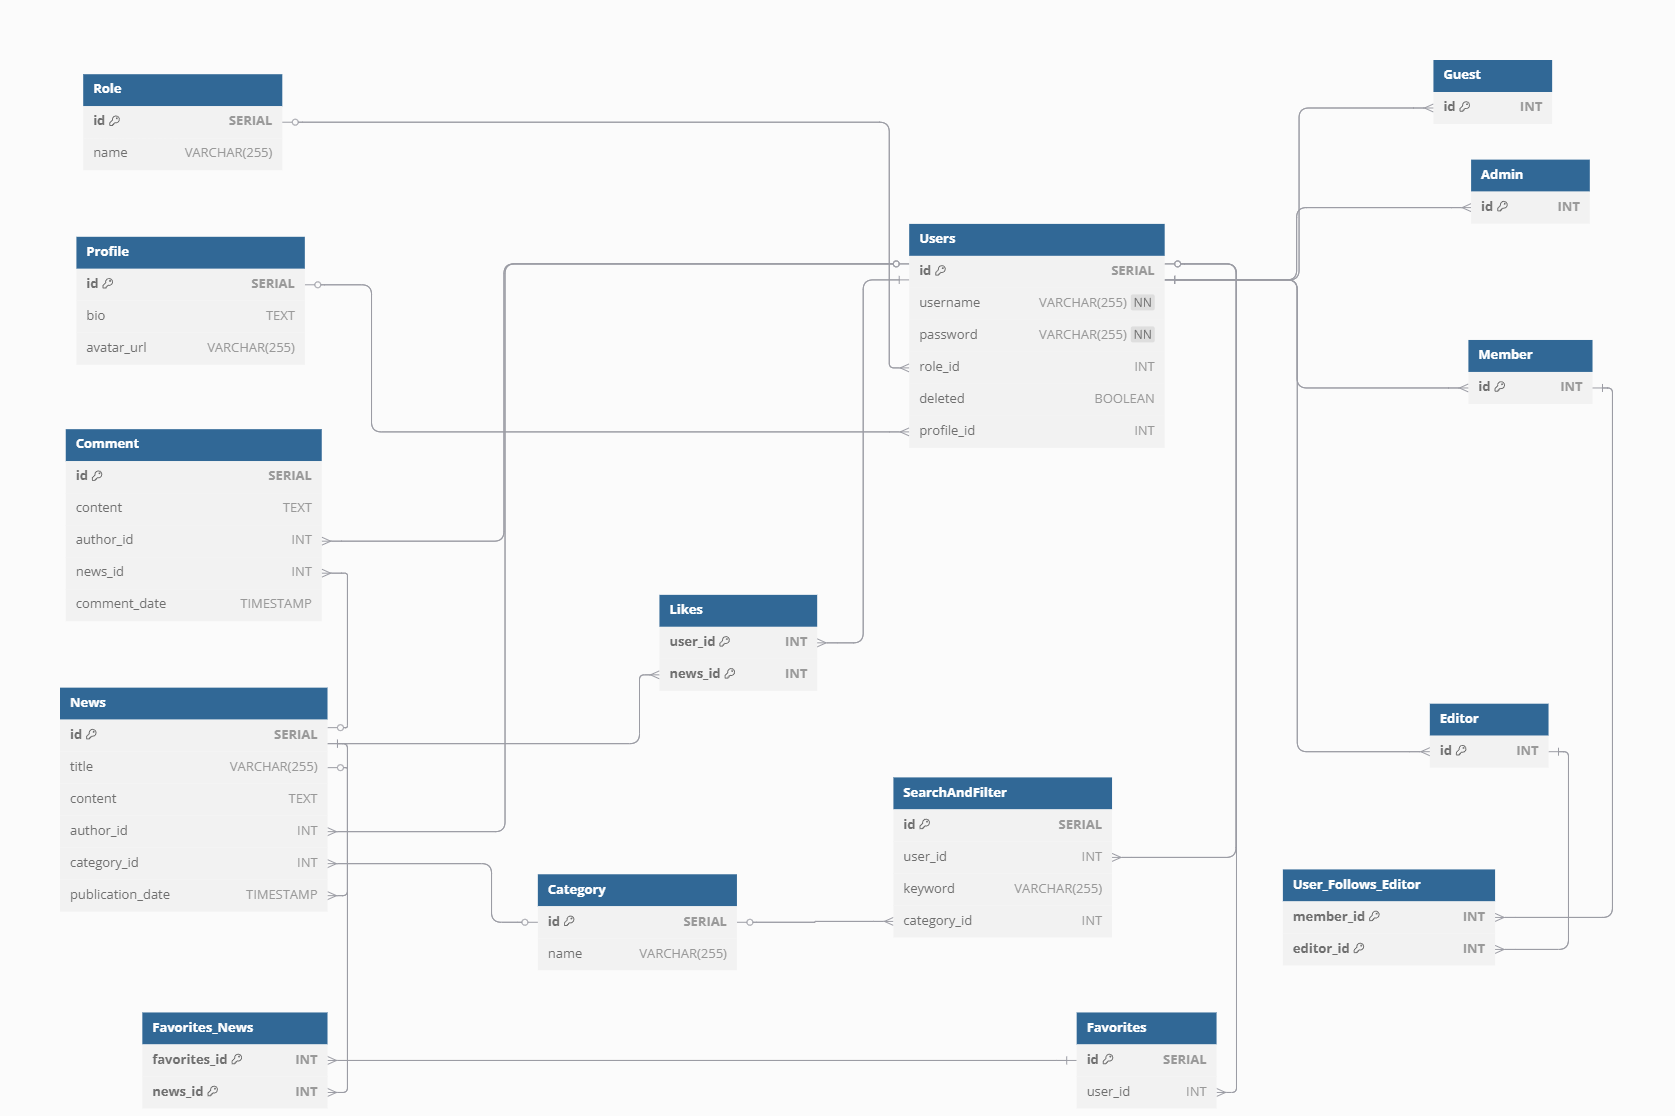 Role
id SERIAL
name VARCHAR(255)
Profile
id SERIAL
bio TEXT
avatar_url VARCHAR(255)
Comment
id SERIAL
content TEXT
author_id INT
news_id INT
comment_date TIMESTAMP
News
id SERIAL
title VARCHAR(255)
content TEXT
author_id INT
category_id INT
publication_date TIMESTAMP
Favorites_News
favorites_id INT
news_id INT
Likes
user_id INT
news_id INT
Category
id SERIAL
name VARCHAR(255)
Users
id SERIAL
username VARCHAR(255) NN
password VARCHAR(255) NN
role_id INT
deleted BOOLEAN
profile_id INT
SearchAndFilter
id SERIAL
user_id INT
keyword VARCHAR(255)
category_id INT
Favorites
id SERIAL
user_id INT
Guest
id INT
Admin
id INT
Member
id INT
Editor
id INT
User_Follows_Editor
member_id INT
editor_id INT